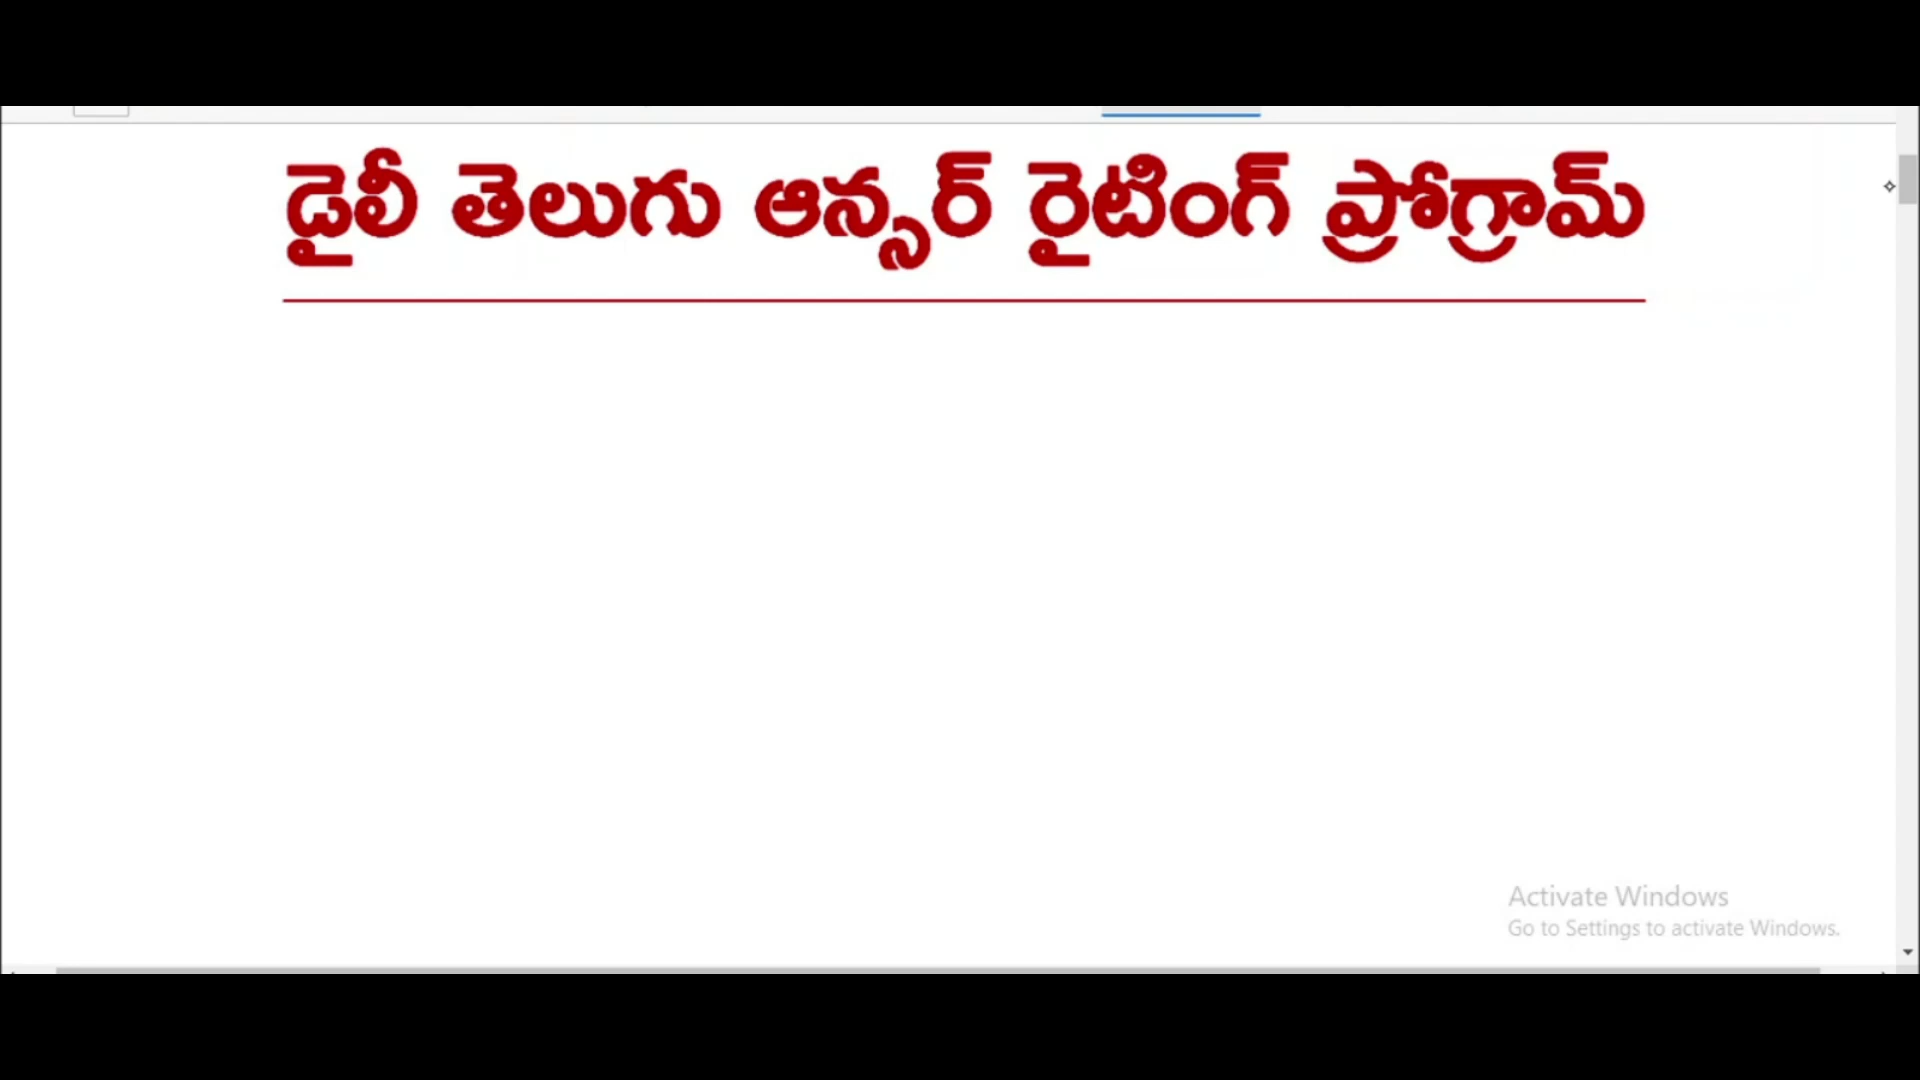 డైలీ తెలుగు ఆన్సర్ రైటింగ్ ప్రోగ్రామ్
Activate Windows
Go to Settings to activate Windows.